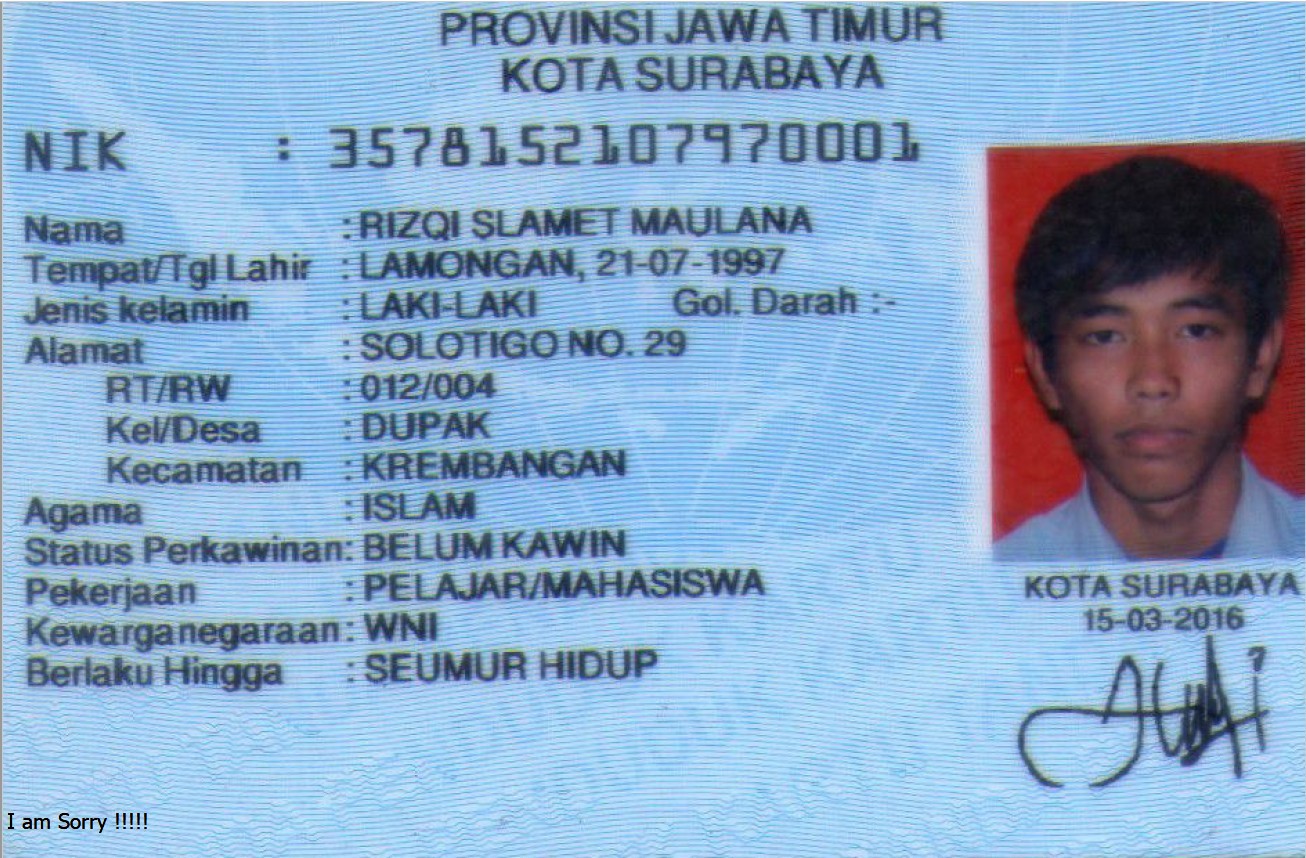 PROVINSI JAWA TIMUR
KOTA SURABAYA
NIK : 3578152107970001
Nama : RIZQI SLAMET MAULANA
Tempat/Tgl Lahir : LAMONGAN, 21-07-1997
Jenis kelamin : LAKI-LAKI Gol. Darah :-
Alamat : SOLOTIGO NO. 29
RT/RW : 012/004
Kel/Desa : DUPAK
Kecamatan : KREMBANGAN
Agama : ISLAM
Status Perkawinan: BELUM KAWIN
Pekerjaan : PELAJAR/MAHASISWA
Kewarganegaraan: WNI
Berlaku Hingga : SEUMUR HIDUP
KOTA SURABAYA
15-03-2016
I am Sorry !!!!!